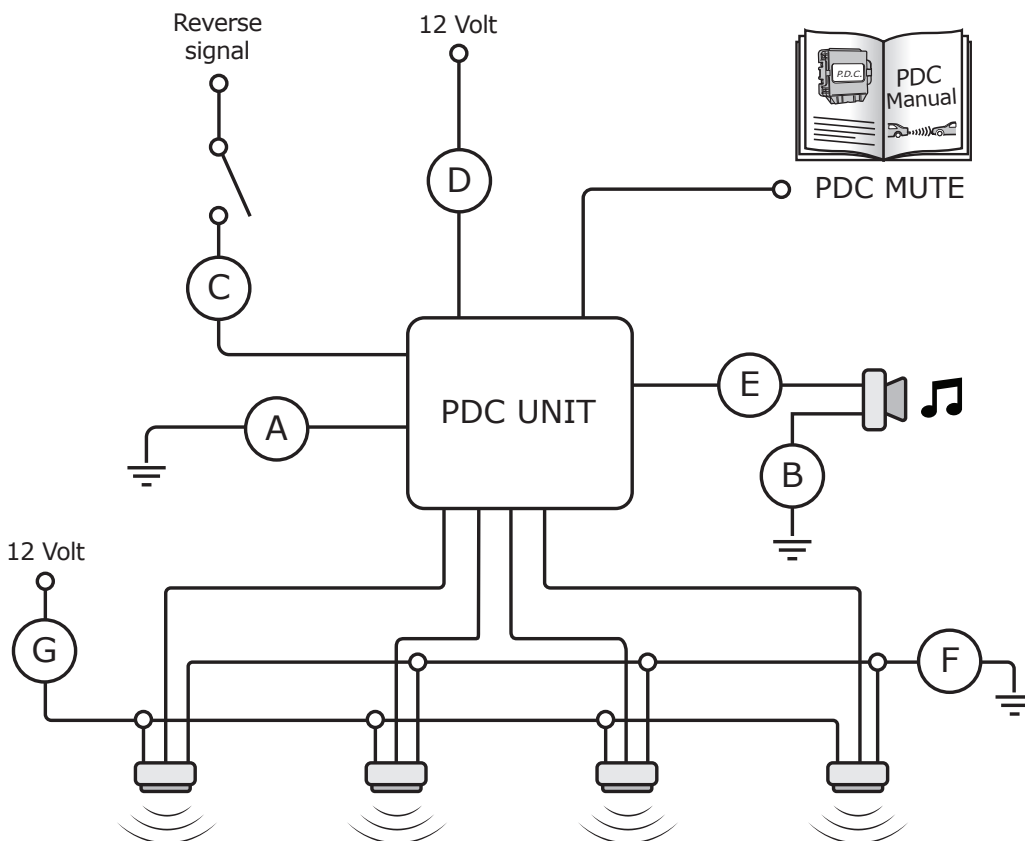 Reverse
signal
12 Volt
P.D.C.
PDC
Manual
PDC MUTE
D
C
PDC UNIT
E
A
B
12 Volt
G
F